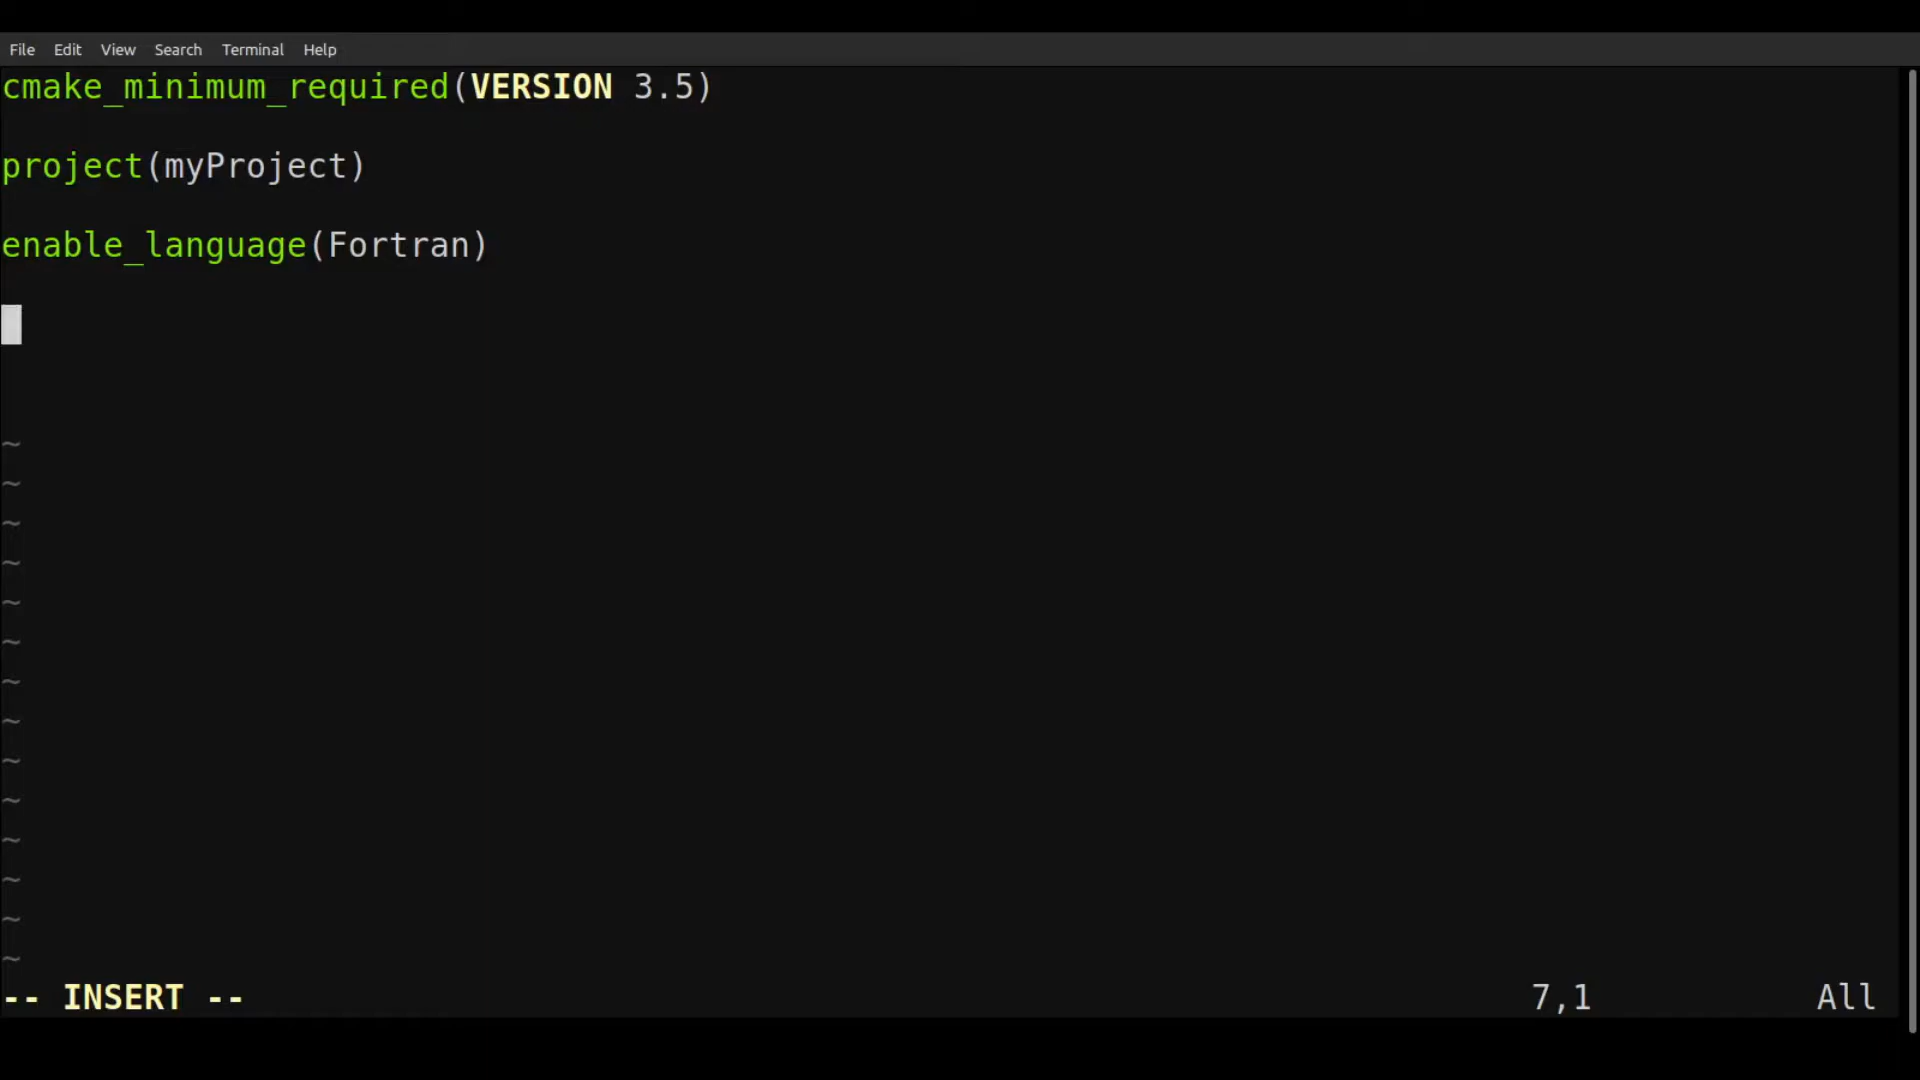 File Edit View Search Terminal Help
cmake_minimum_required(VERSION 3.5)
project(myProject)
enable_language(Fortran)
~
~
~
~
~
~
~
~
~
~
~
~
~
~
-- INSERT -- 7,1 All